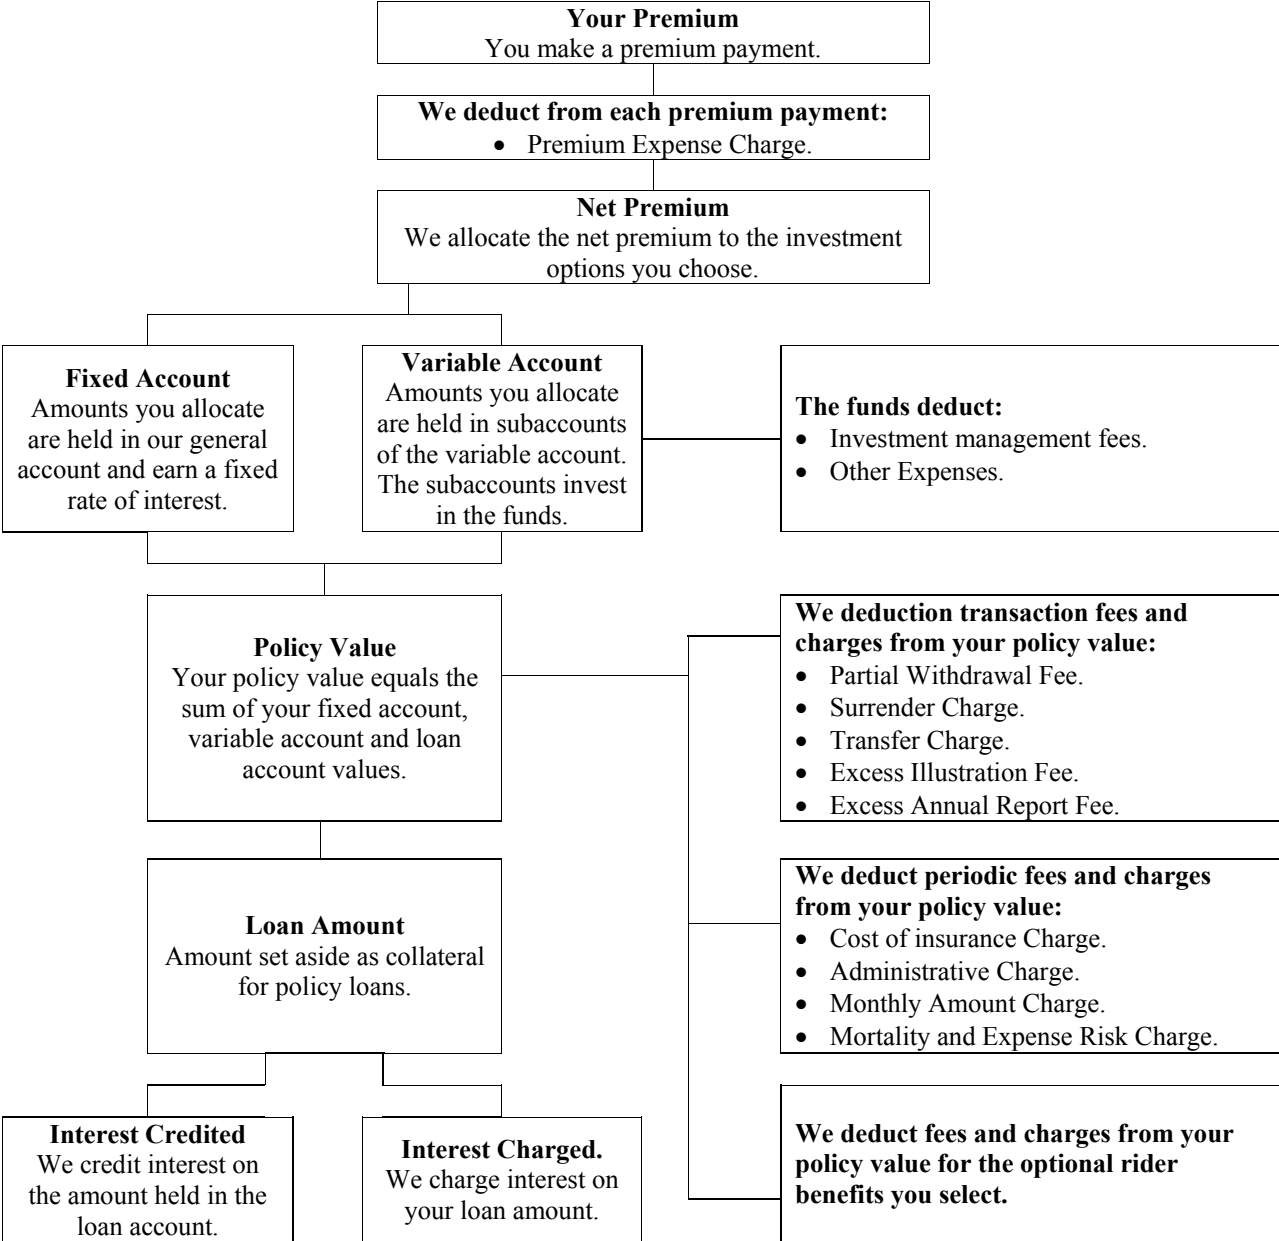 Your Premium
You make a premium payment.
We deduct from each premium payment:
• Premium Expense Charge.
Net Premium
We allocate the net premium to the investment
options you choose.
Fixed Account
Amounts you allocate
are held in our general
account and earn a fixed
rate of interest.
Variable Account
Amounts you allocate
are held in subaccounts
of the variable account.
The subaccounts invest
in the funds.
The funds deduct:
• Investment management fees.
• Other Expenses.
Policy Value
Your policy value equals the
sum of your fixed account,
variable account and loan
account values.
We deduction transaction fees and
charges from your policy value:
• Partial Withdrawal Fee.
• Surrender Charge.
• Transfer Charge.
• Excess Illustration Fee.
• Excess Annual Report Fee.
Loan Amount
Amount set aside as collateral
for policy loans.
We deduct periodic fees and charges
from your policy value:
• Cost of insurance Charge.
• Administrative Charge.
• Monthly Amount Charge.
• Mortality and Expense Risk Charge.
Interest Credited
We credit interest on
the amount held in the
loan account.
Interest Charged.
We charge interest on
your loan amount.
We deduct fees and charges from your
policy value for the optional rider
benefits you select.